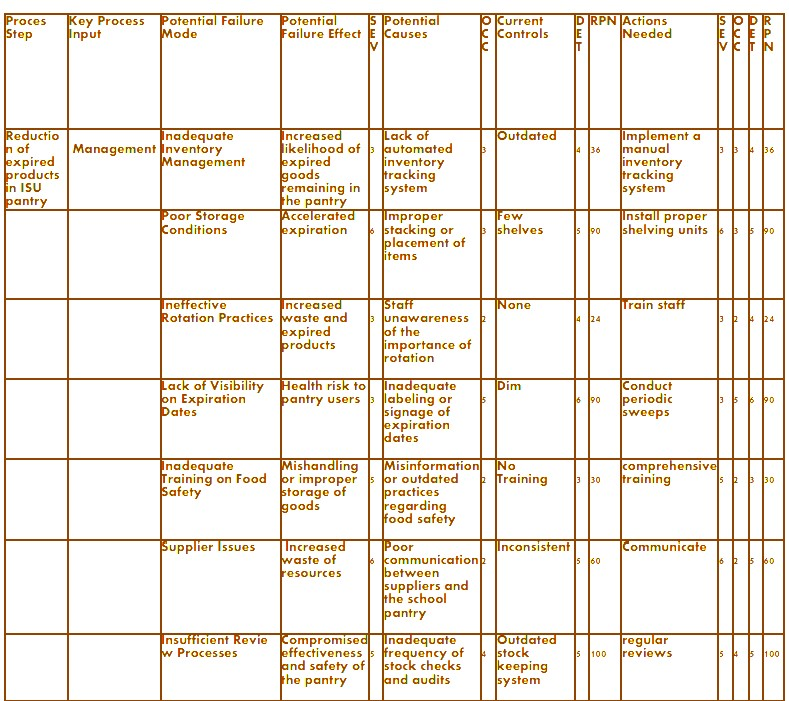 Proces Step
Key Process Input
Potential Failure Mode
Potential Failure Effect
SEV
Potential Causes
OCC
Current Controls
DET
RPN
Actions Needed
SEV
OCC
DET
RPN
Reductio
n of
expired
products
in ISU
pantry
Management
Inadequate
Inventory
Management
Increased
likelihood of
expired
goods
remaining in
the pantry
3
Lack of
automated
inventory
tracking
system
3
Outdated
4
36
Implement a
manual
inventory
tracking
system
3
3
4
36
Poor Storage
Conditions
Accelerated
expiration
6
Improper
stacking or
placement of
items
3
Few
shelves
5
90
Install proper
shelving units
6
3
5
90
Ineffective
Rotation Practices
Increased
waste and
expired
products
3
Staff
unawareness
of the
importance of
rotation
2
None
4
24
Train staff
3
2
4
24
Lack of Visibility
on Expiration
Dates
Health risk to
pantry users
3
Inadequate
labeling or
signage of
expiration
dates
5
Dim
6
90
Conduct
periodic
sweeps
3
5
6
90
Inadequate
Training on Food
Safety
Mishandling
or improper
storage of
goods
5
Misinformation
or outdated
practices
regarding
food safety
2
No
Training
3
30
comprehensive
training
5
2
3
30
Supplier Issues
Increased
waste of
resources
6
Poor
communication
between
suppliers and
the school
pantry
2
Inconsistent
5
60
Communicate
6
2
5
60
Insufficient Revie
w Processes
Compromised
effectiveness
and safety of
the pantry
5
Inadequate
frequency of
stock checks
and audits
4
Outdated
stock
keeping
system
5
100
regular
reviews
5
4
5
100